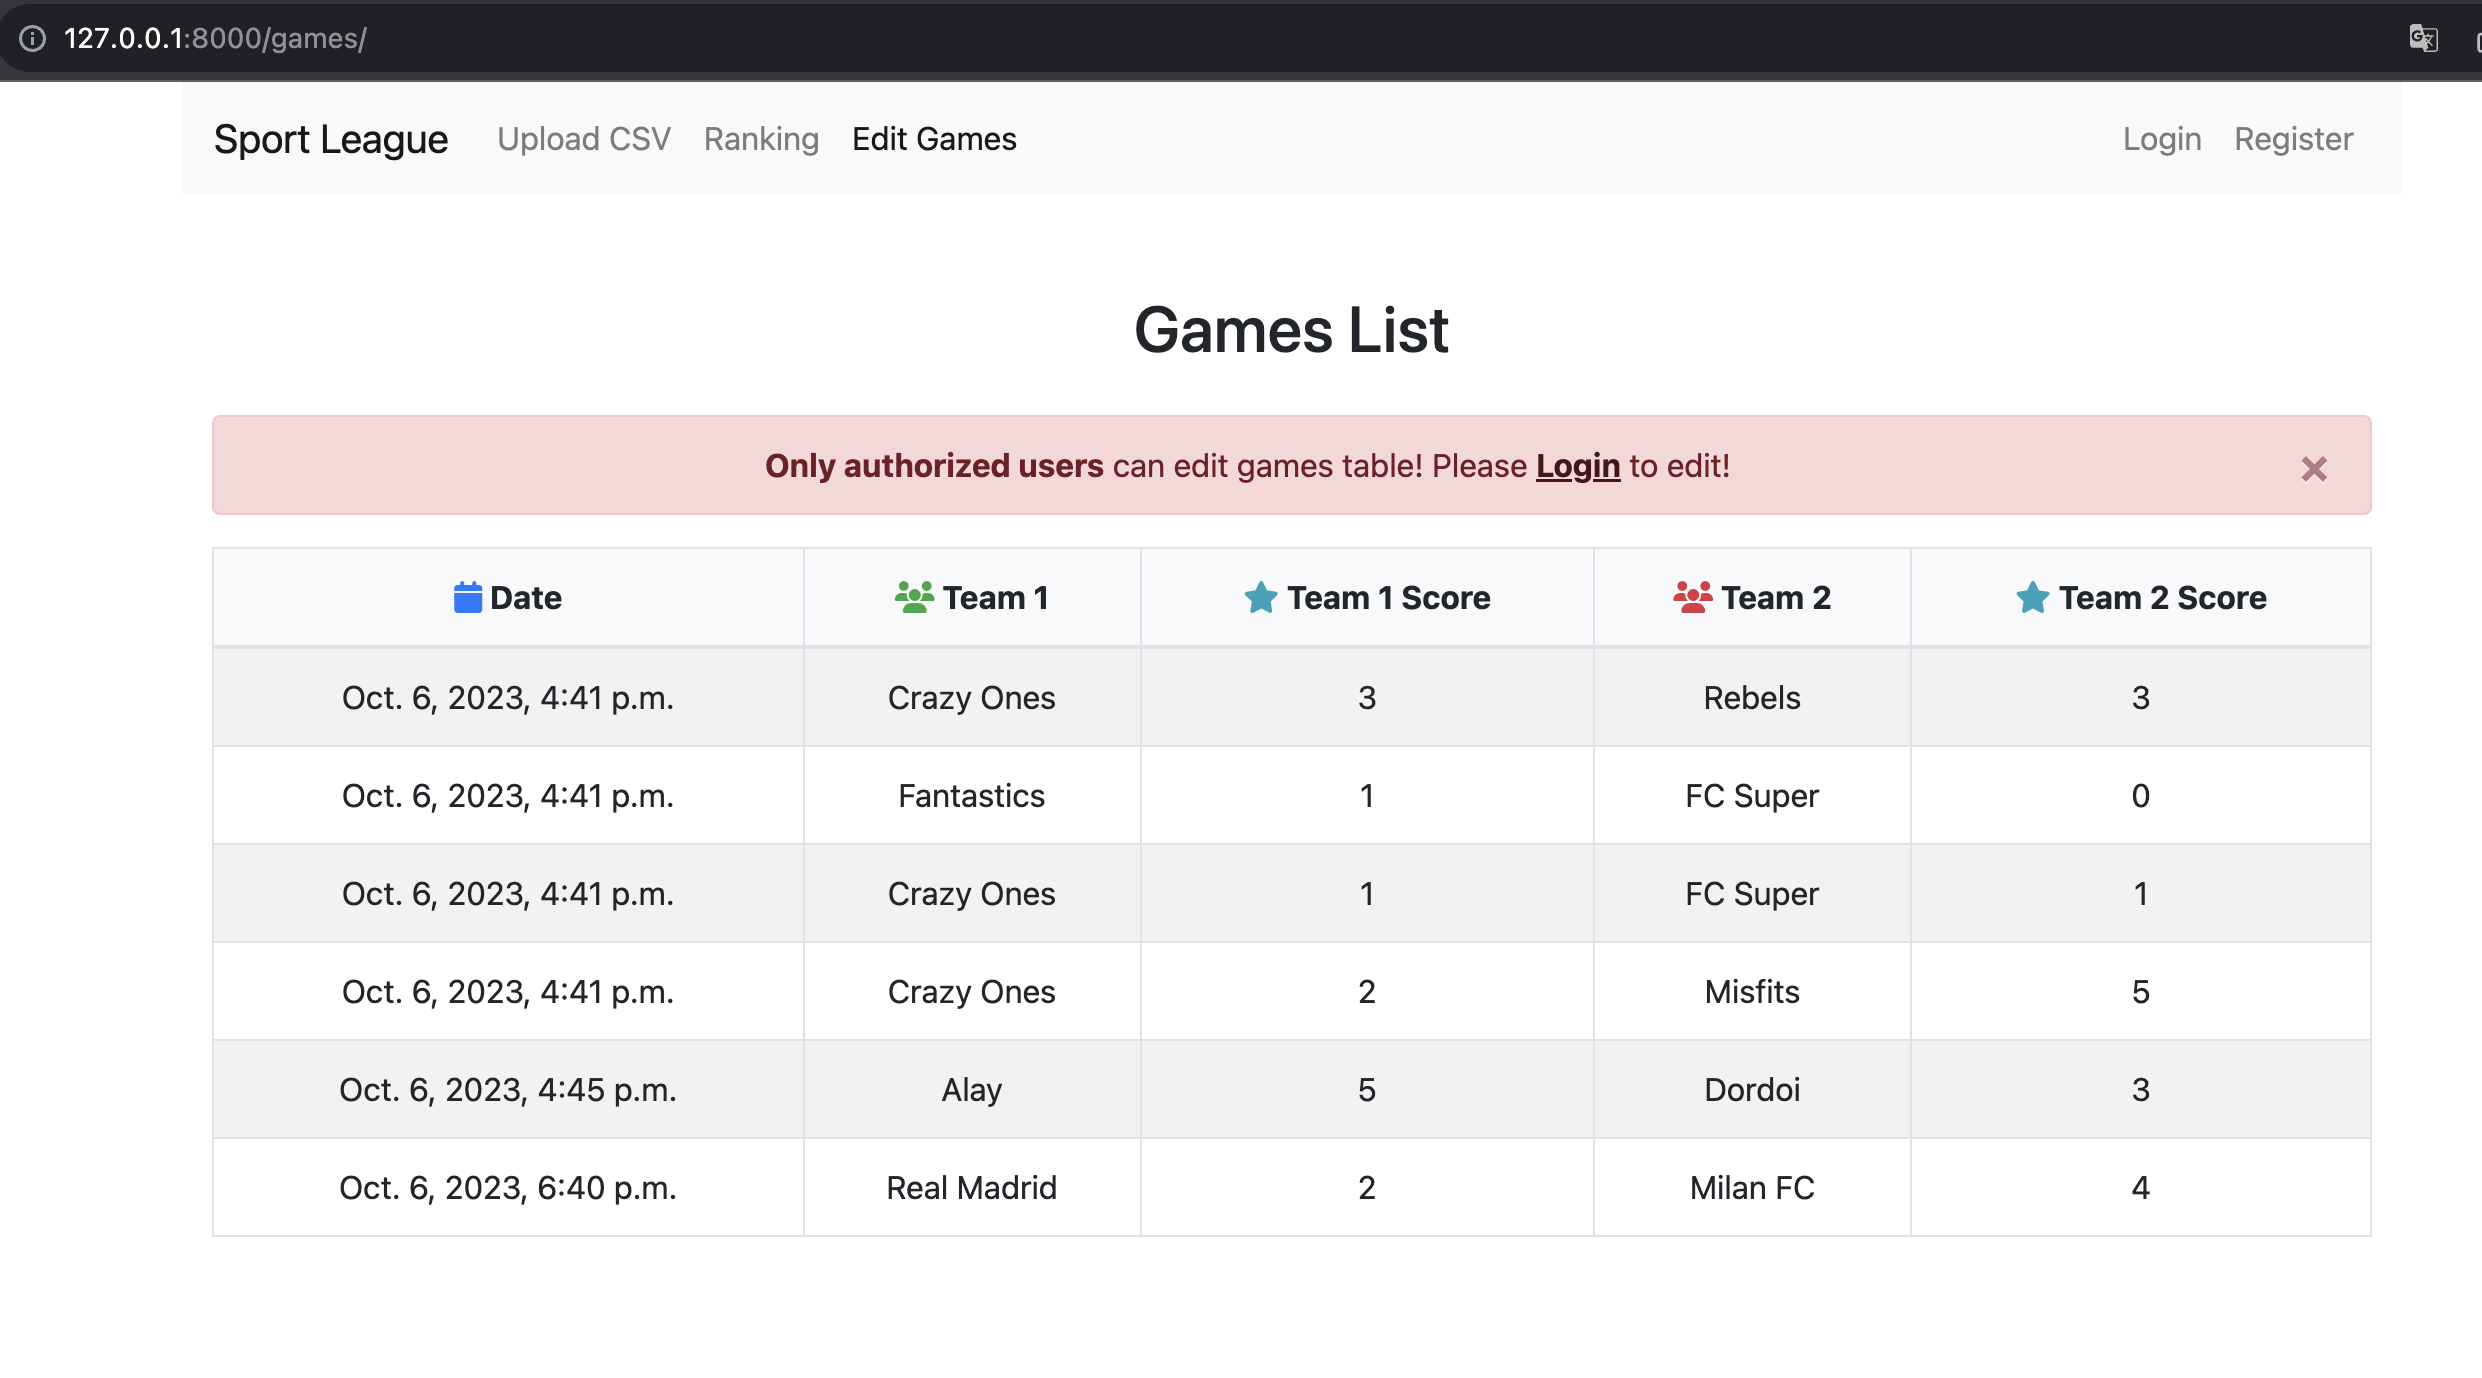 127.0.0.1:8000/games/
Sport League Upload CSV Ranking Edit Games Login Register
Games List
Only authorized users can edit games table! Please Login to edit! ×
Date Team 1 Team 1 Score Team 2 Team 2 Score
Oct. 6, 2023, 4:41 p.m. Crazy Ones 3 Rebels 3
Oct. 6, 2023, 4:41 p.m. Fantastics 1 FC Super 0
Oct. 6, 2023, 4:41 p.m. Crazy Ones 1 FC Super 1
Oct. 6, 2023, 4:41 p.m. Crazy Ones 2 Misfits 5
Oct. 6, 2023, 4:45 p.m. Alay 5 Dordoi 3
Oct. 6, 2023, 6:40 p.m. Real Madrid 2 Milan FC 4